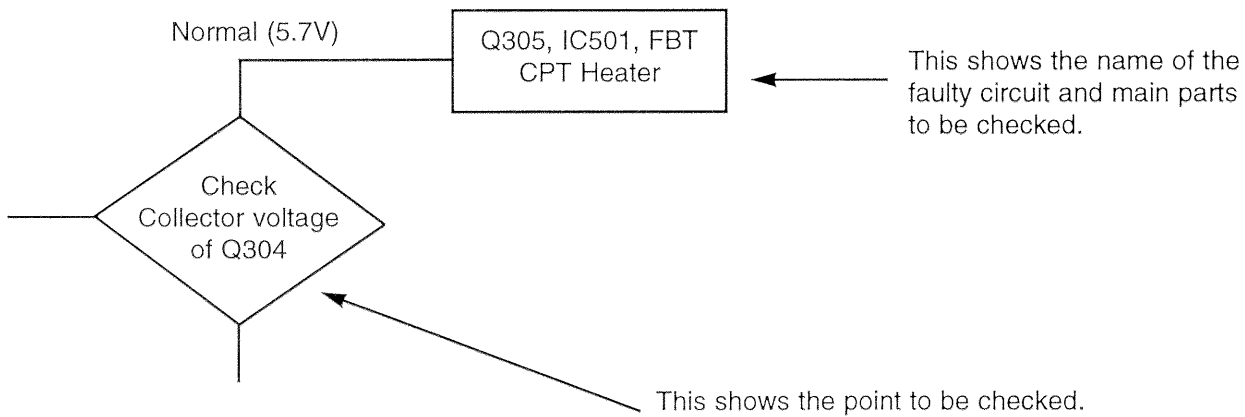 Normal (5.7V)
Q305, IC501, FBT
CPT Heater
This shows the name of the
faulty circuit and main parts
to be checked.
Check
Collector voltage
of Q304
This shows the point to be checked.